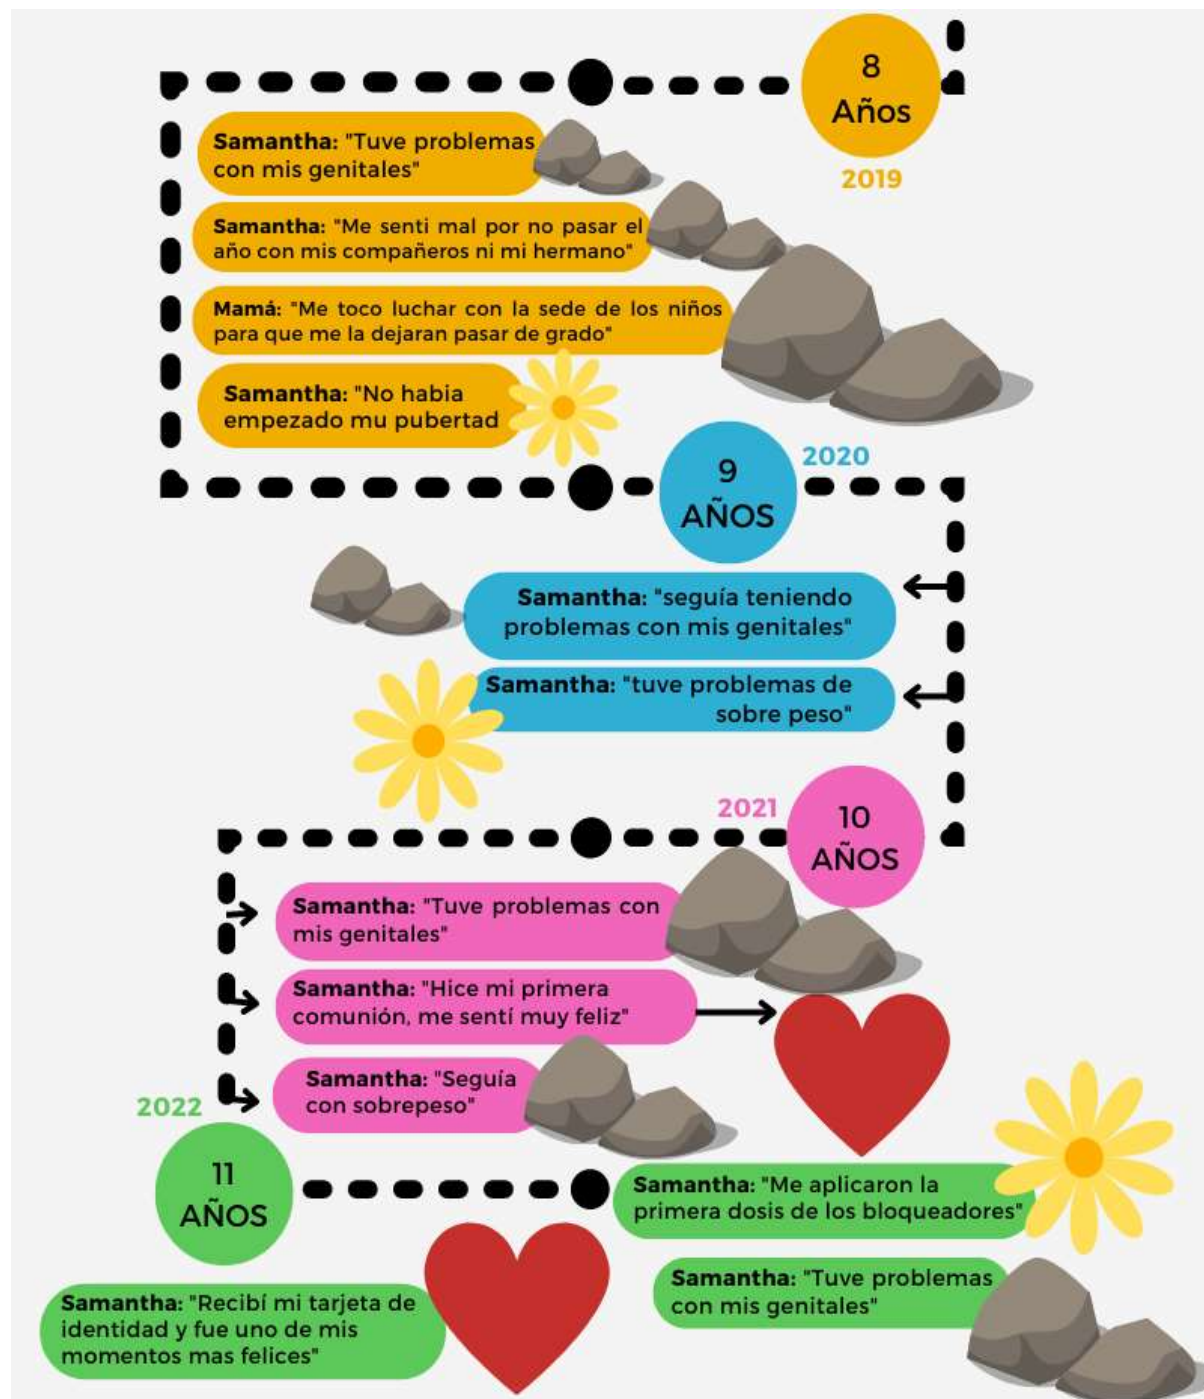 8
Años
2019
Samantha: "Tuve problemas
con mis genitales"
Samantha: "Me senti mal por no pasar el
año con mis compañeros ni mi hermano"
Mamá: "Me toco luchar con la sede de los niños
para que me la dejaran pasar de grado"
Samantha: "No habia
empezado mu pubertad
9
AÑOS
2020
Samantha: "seguía teniendo
problemas con mis genitales"
Samantha: "tuve problemas de
sobre peso"
2021
10
AÑOS
Samantha: "Tuve problemas con
mis genitales"
Samantha: "Hice mi primera
comunión, me sentí muy feliz"
Samantha: "Seguía
con sobrepeso"
2022
11
AÑOS
Samantha: "Me aplicaron la
primera dosis de los bloqueadores"
Samantha: "Tuve problemas
con mis genitales"
Samantha: "Recibí mi tarjeta de
identidad y fue uno de mis
momentos mas felices"